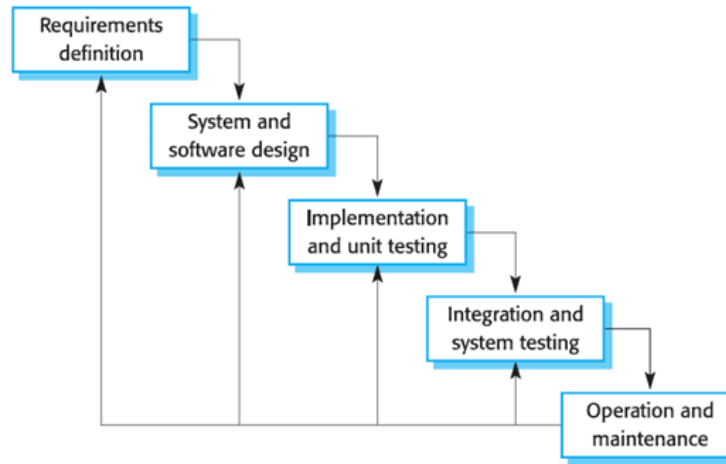 Requirements
definition
System and
software design
Implementation
and unit testing
Integration and
system testing
Operation and
maintenance